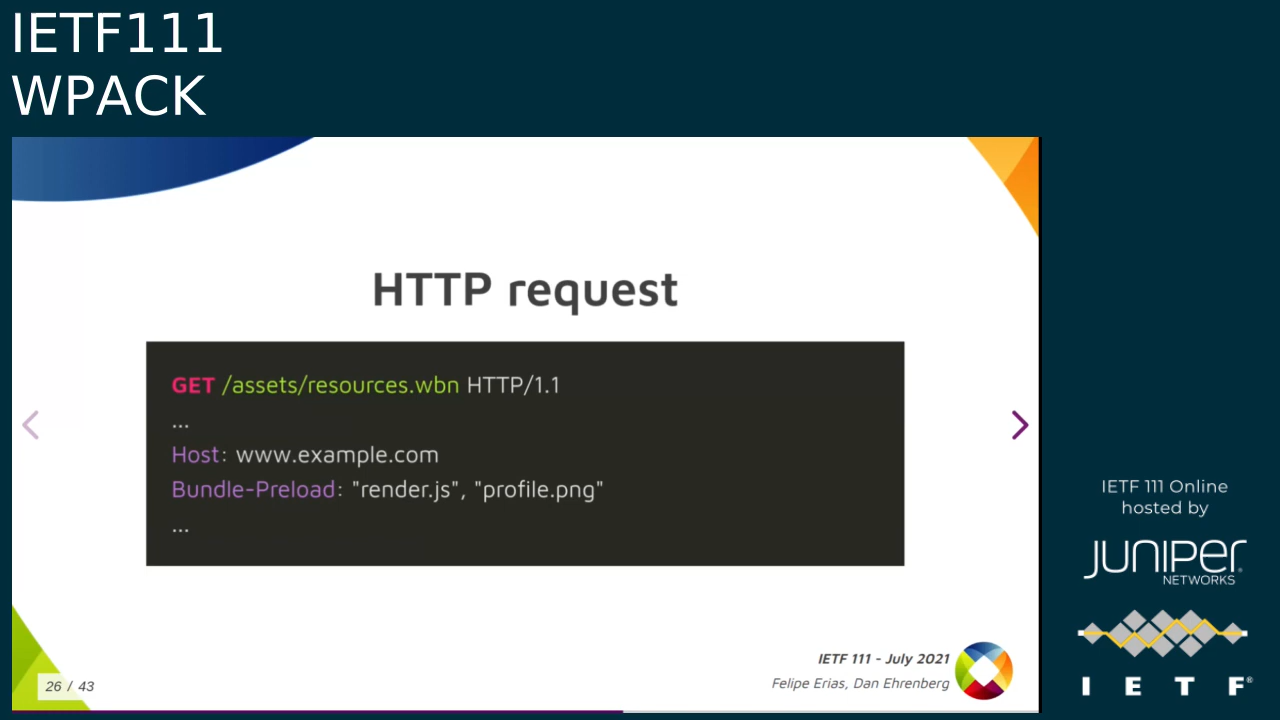 IETF111
WPACK
HTTP request
GET /assets/resources.wbn HTTP/1.1
...
Host: www.example.com
Bundle-Preload: "render.js", "profile.png"
...
IETF 111 - July 2021
Felipe Erias, Dan Ehrenberg
26 / 43
IETF 111 Online
hosted by
JUNIPER
NETWORKS
I E T F®